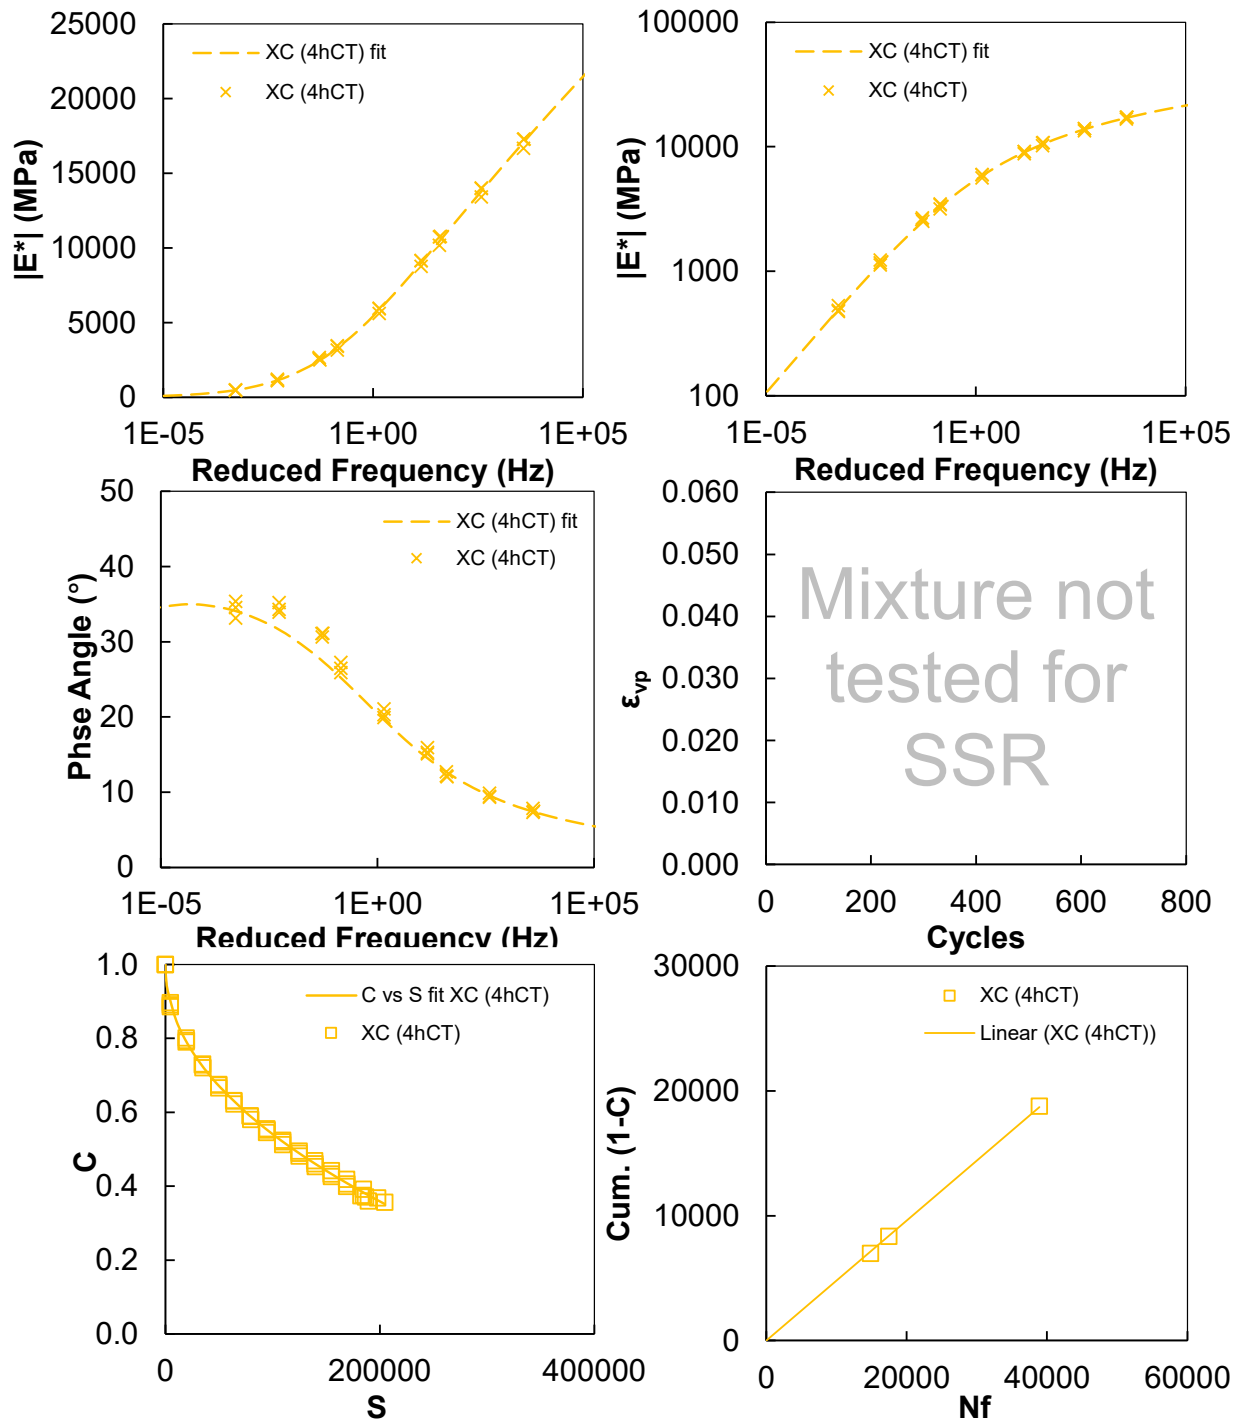 25000
20000
15000
10000
5000
0
|E*| (MPa)
XC (4hCT) fit
XC (4hCT)
1E-05
1E+00
1E+05
Reduced Frequency (Hz)
100000
10000
1000
100
|E*| (MPa)
XC (4hCT) fit
XC (4hCT)
1E-05
1E+00
1E+05
Reduced Frequency (Hz)
50
40
30
20
10
0
Phse Angle (°)
XC (4hCT) fit
XC (4hCT)
1E-05
1E+00
1E+05
Reduced Frequency (Hz)
0.060
0.050
0.040
0.030
0.020
0.010
0.000
εvp
Mixture not
tested for
SSR
0
200
400
600
800
Cycles
1.0
0.8
0.6
0.4
0.2
0.0
C
C vs S fit XC (4hCT)
XC (4hCT)
0
200000
400000
S
30000
20000
10000
0
Cum. (1-C)
XC (4hCT)
Linear (XC (4hCT))
0
20000
40000
60000
Nf